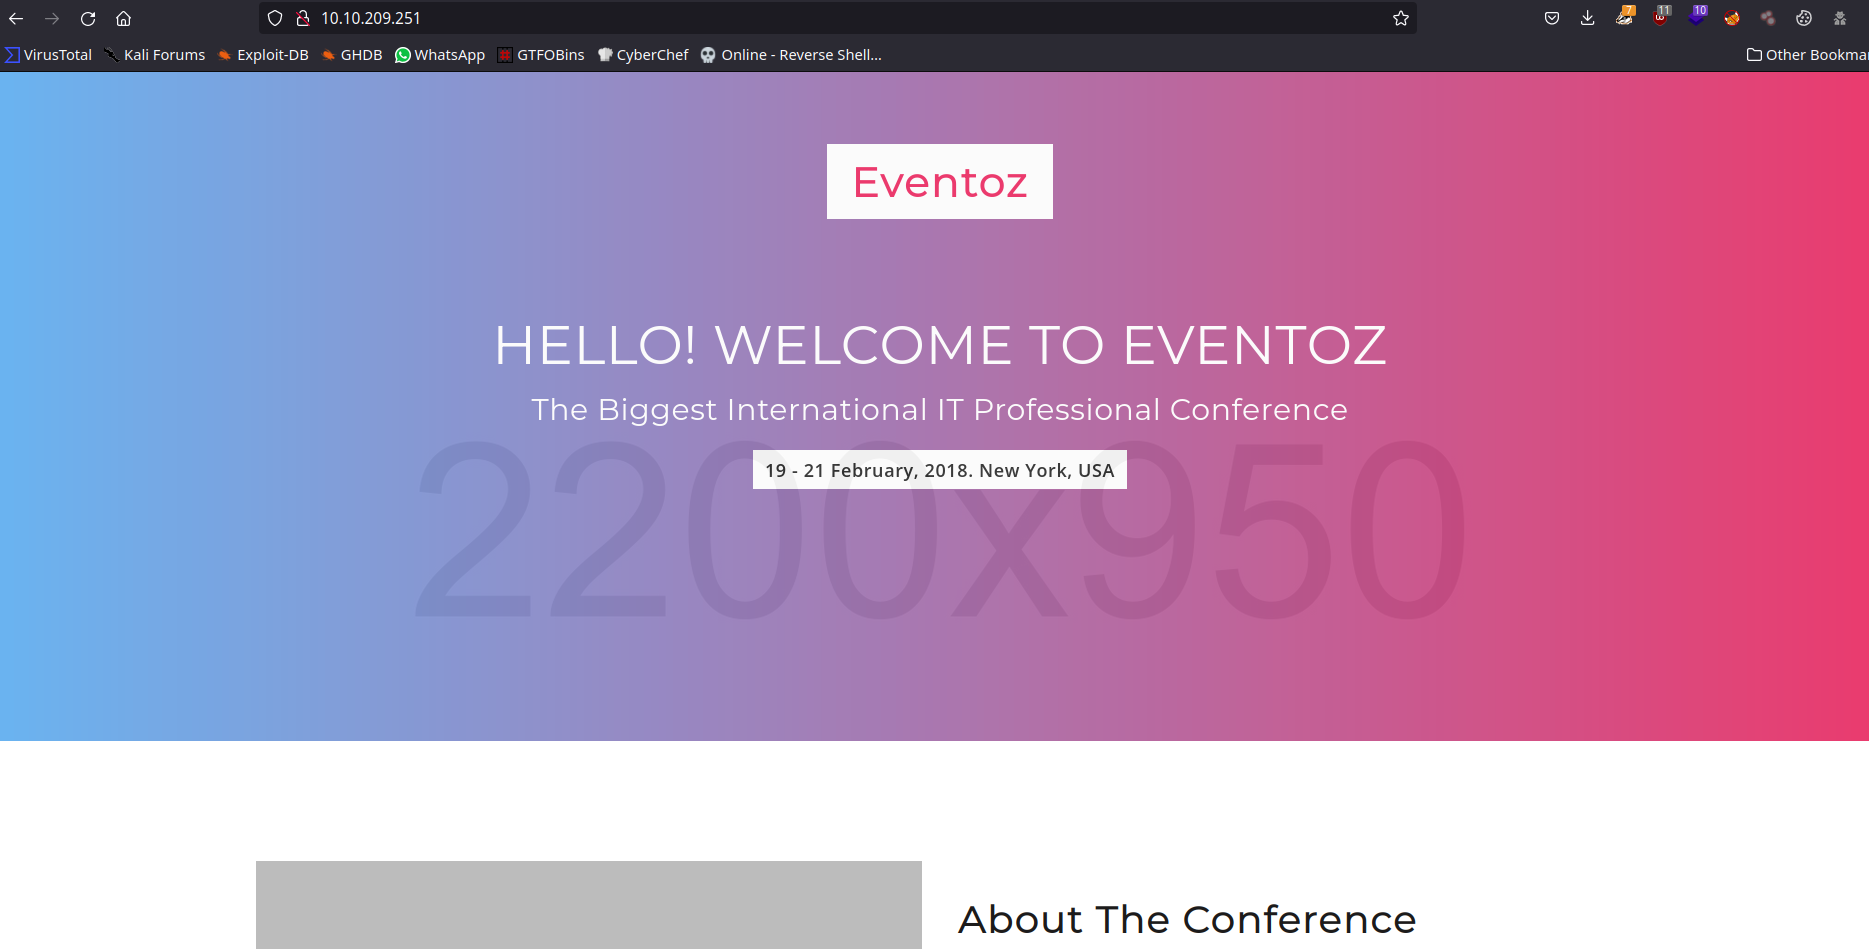 10.10.209.251
7
11
10
VirusTotal Kali Forums Exploit-DB GHDB WhatsApp GTFOBins CyberChef Online - Reverse Shell... Other Bookmar
Eventoz
HELLO! WELCOME TO EVENTOZ
The Biggest International IT Professional Conference
19 - 21 February, 2018. New York, USA
2200x950
About The Conference